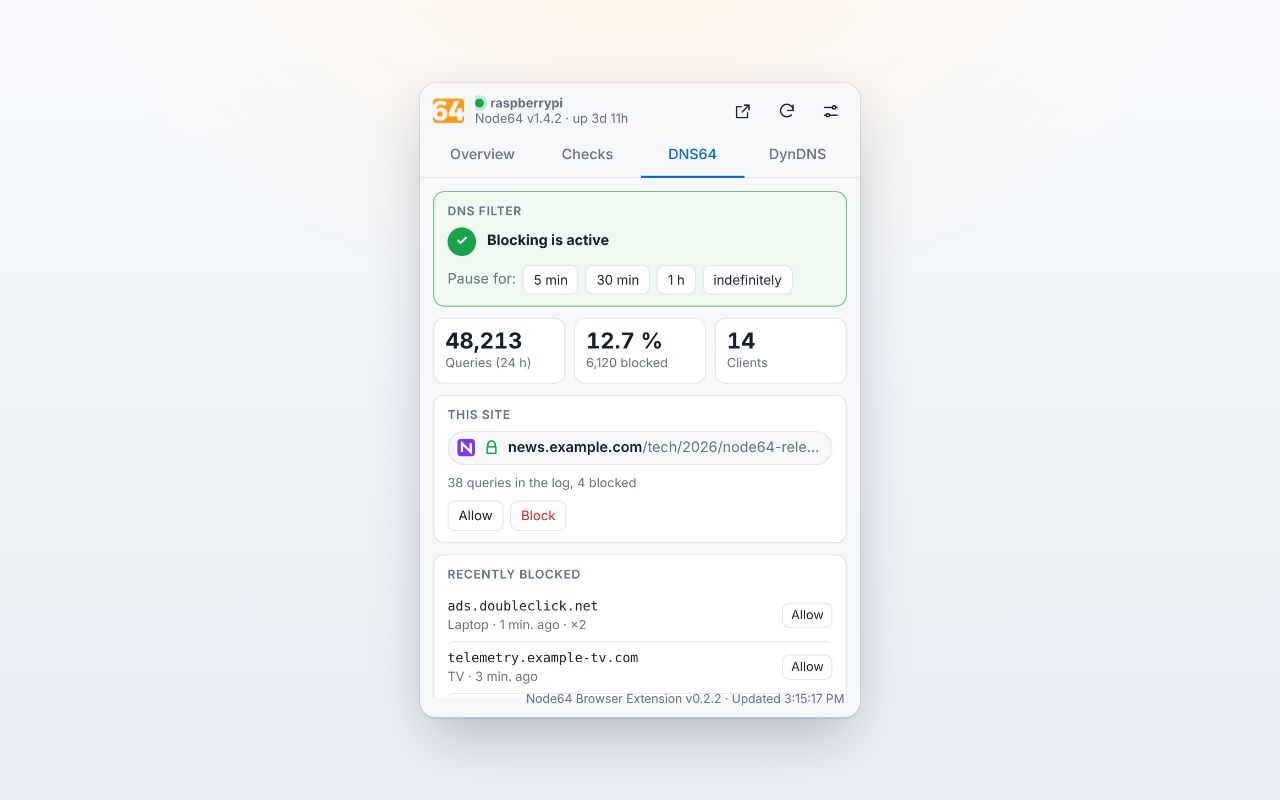 64 raspberrypi
Node64 v1.4.2 · up 3d 11h
Overview Checks DNS64 DynDNS
DNS FILTER
Blocking is active
Pause for: 5 min 30 min 1 h indefinitely
48,213 12.7 % 14
Queries (24 h) 6,120 blocked Clients
THIS SITE
N news.example.com/tech/2026/node64-rele...
38 queries in the log, 4 blocked
Allow Block
RECENTLY BLOCKED
ads.doubleclick.net
Laptop · 1 min. ago · ×2 Allow
telemetry.example-tv.com
TV · 3 min. ago Allow
Node64 Browser Extension v0.2.2 · Updated 3:15:17 PM